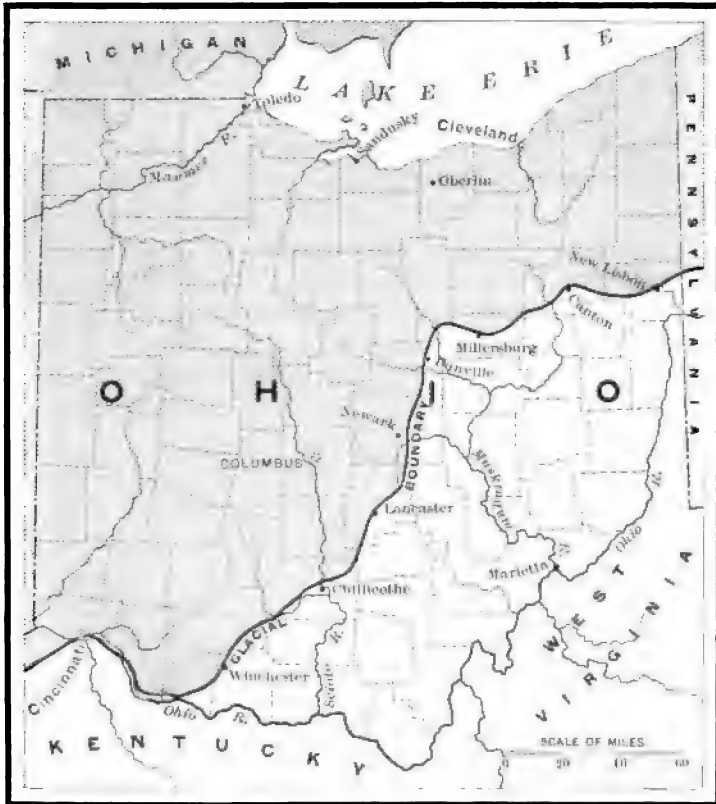 MICHIGAN
LAKE ERIE
Toledo
Maumee R.
Sandusky
Cleveland
Oberlin
PENNSYLVANIA
New Lisbon
Canton
Millersburg
Danville
OHIO
Newark
BOUNDARY
COLUMBUS
R.
Muskingum
R.
Ohio R.
Lancaster
Marietta
Chillicothe
WEST VIRGINIA
GLACIAL
Scioto R.
Winchester
Cincinnati
Ohio R.
KENTUCKY
SCALE OF MILES
0 20 40 60